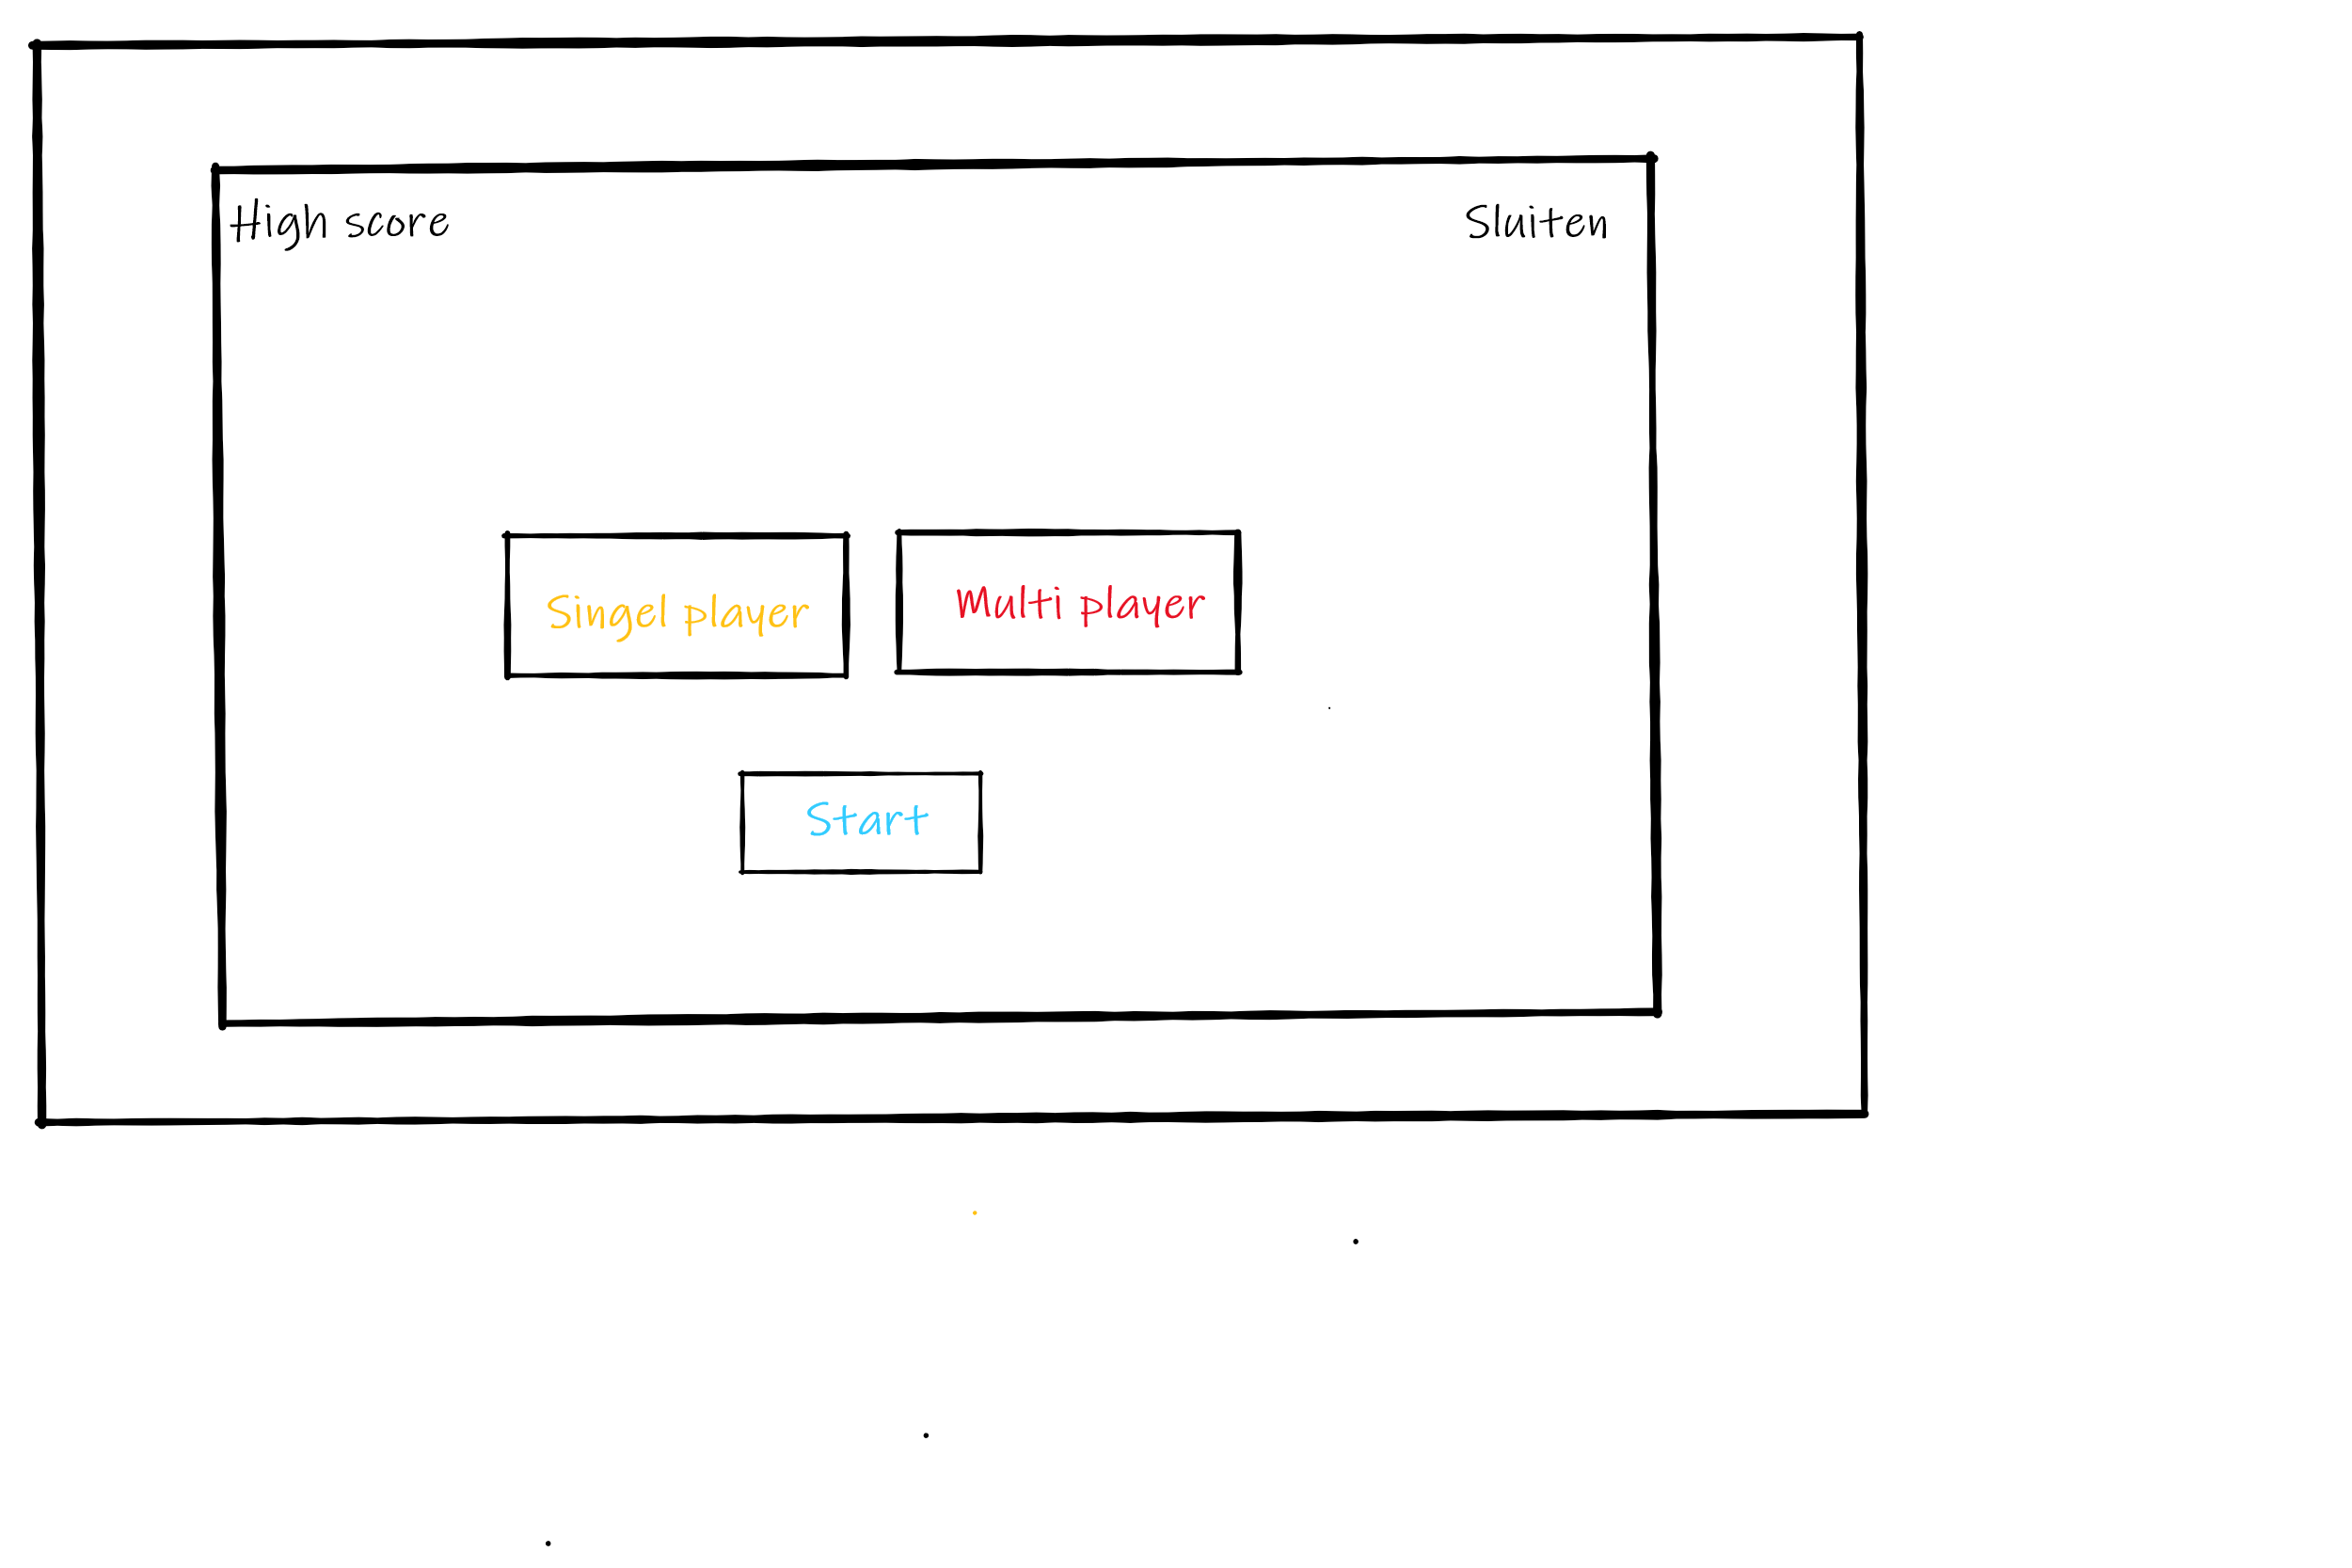 High score
Sluiten
Singel player
Multi player
Start